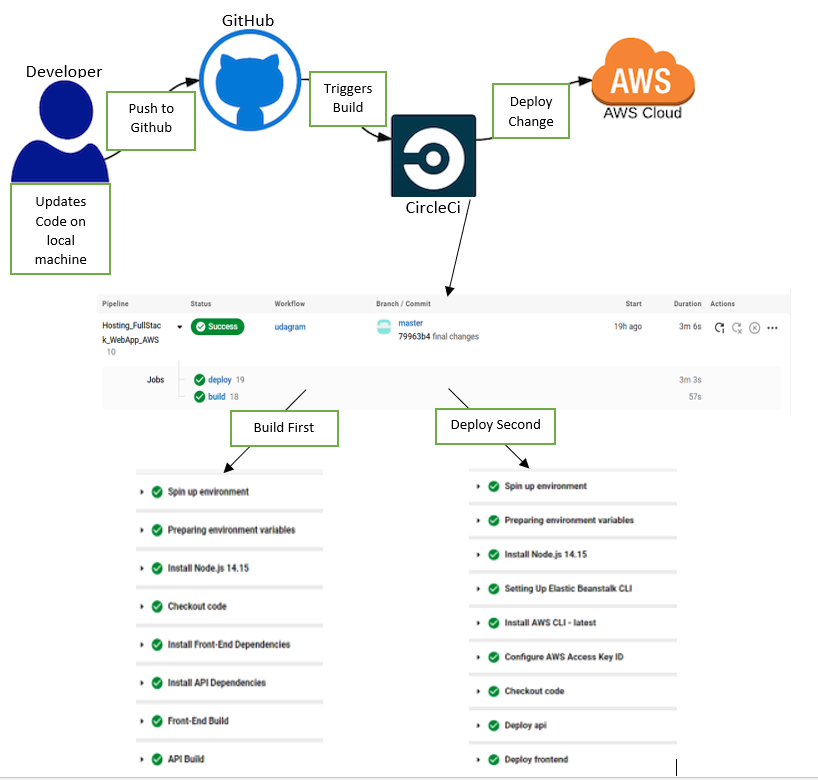 GitHub
Developer
Push to
Github
Triggers
Build
Deploy
Change
AWS
AWS Cloud
Updates
Code on
local
machine
CircleCi
Pipeline Status Workflow Branch / Commit Start Duration Actions
Hosting_FullStac
k_WebApp_AWS
10
Success
udagram
master
79963b4 final changes
19h ago
3m 6s
Jobs
deploy 19
3m 3s
build 18
57s
Build First
Deploy Second
Spin up environment
Preparing environment variables
Install Node.js 14.15
Checkout code
Install Front-End Dependencies
Install API Dependencies
Front-End Build
API Build
Spin up environment
Preparing environment variables
Install Node.js 14.15
Setting Up Elastic Beanstalk CLI
Install AWS CLI - latest
Configure AWS Access Key ID
Checkout code
Deploy api
Deploy frontend